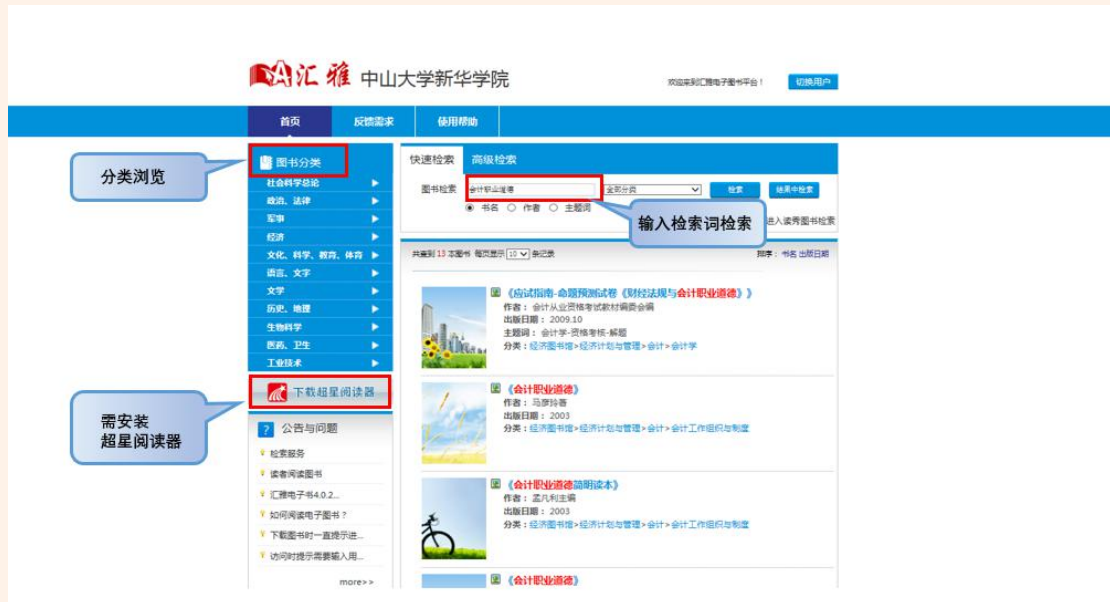 汇雅 中山大学新华学院
欢迎来到汇雅电子图书平台！ 切换用户
首页 反馈需求 使用帮助
分类浏览
图书分类
社会科学总论
政治、法律
军事
经济
文化、科学、教育、体育
语言、文字
文学
历史、地理
生物科学
医药、卫生
工业技术
下载超星阅读器
需安装
超星阅读器
公告与问题
检索服务
读者阅读图书
汇雅电子书4.0.2...
如何阅读电子图书？
下载图书时一直提示进...
访问时提示需要输入用...
more>>
快速检索 高级检索
图书检索 会计职业道德 全部分类 检索 结果中检索
书名 作者 主题词
输入检索词检索
进入读秀图书检索
共查到 13 本图书 每页显示 10 条记录 排序： 书名 出版日期
《应试指南-命题预测试卷《财经法规与会计职业道德》》
作者： 会计从业资格考试教材编委会编
出版日期： 2009.10
主题词： 会计学-资格考核-解题
分类：经济图书馆>经济计划与管理>会计>会计学
《会计职业道德》
作者： 马彦玲著
出版日期： 2003
分类：经济图书馆>经济计划与管理>会计>会计工作组织与制度
《会计职业道德简明读本》
作者： 孟凡利主编
出版日期： 2003
分类：经济图书馆>经济计划与管理>会计>会计工作组织与制度
《会计职业道德》